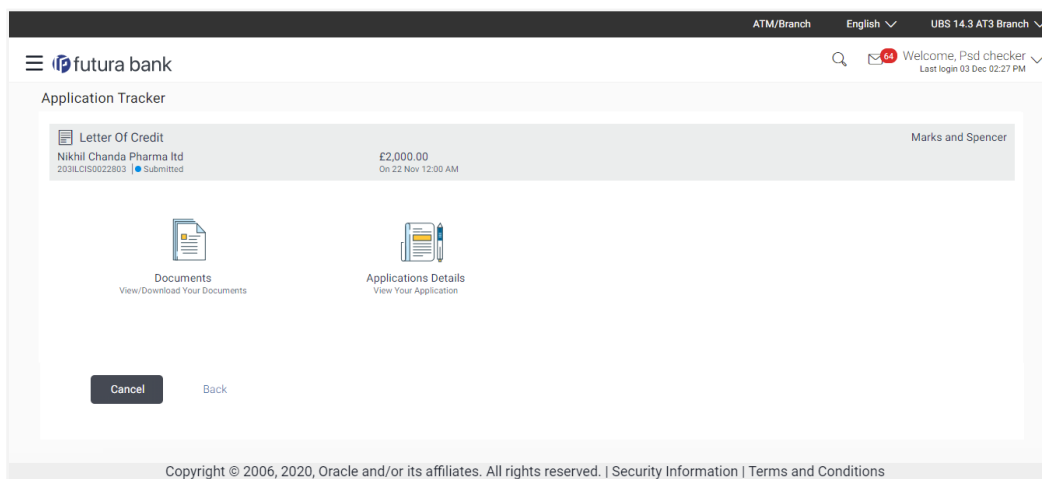 ATM/Branch English UBS 14.3 AT3 Branch
futura bank 64 Welcome, Psd checker
Last login 03 Dec 02:27 PM
Application Tracker
Letter Of Credit Marks and Spencer
Nikhil Chanda Pharma ltd £2,000.00
203ILCIS0022803 Submitted On 22 Nov 12:00 AM
Documents Applications Details
View/Download Your Documents View Your Application
Cancel Back
Copyright © 2006, 2020, Oracle and/or its affiliates. All rights reserved. | Security Information | Terms and Conditions